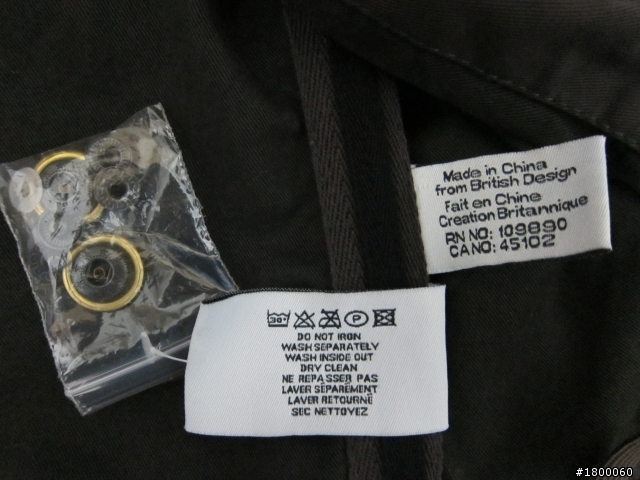 Made in China
from British Design
Fait en Chine
Creation Britannique
RN NO: 109890
CA NO: 45102
30°
P
DO NOT IRON
WASH SEPARATELY
WASH INSIDE OUT
DRY CLEAN
NE REPASSER PAS
LAVER SÉPARÉMENT
LAVER RETOURNÉ
SEC NETTOYEZ
#1800060